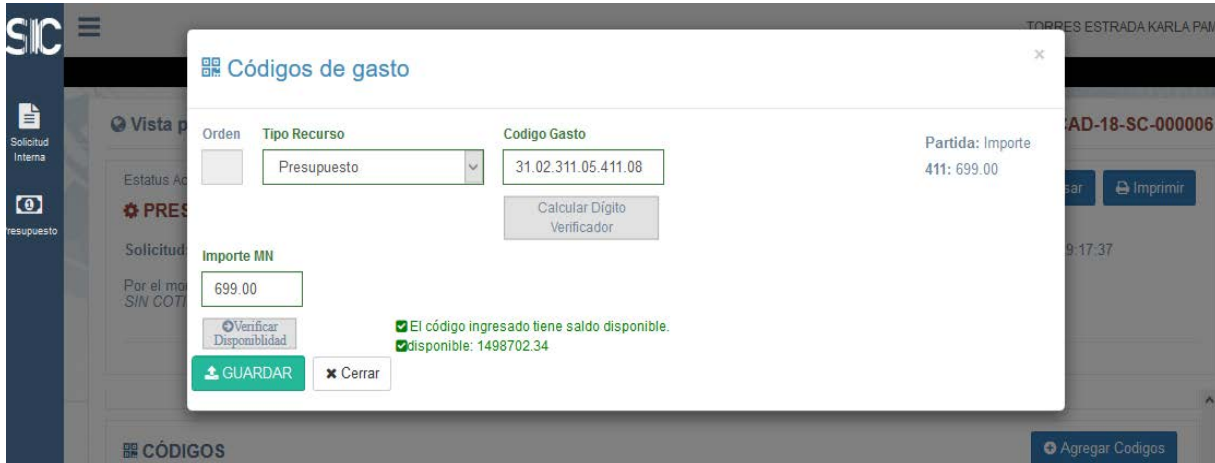 SIC
TORRES ESTRADA KARLA PAM
Códigos de gasto
×
Solicitud
Interna
Presupuesto
Vista p
CAD-18-SC-000006
Orden
Tipo Recurso
Codigo Gasto
Partida: Importe
Presupuesto
31.02.311.05.411.08
411: 699.00
Estatus Ac
sar
Imprimir
Calcular Dígito
Verificador
PRES
Solicitud:
9:17:37
Importe MN
699.00
Por el mo
SIN COTI
Verificar
Disponiblidad
El código ingresado tiene saldo disponible.
disponible: 1498702.34
GUARDAR
Cerrar
CÓDIGOS
Agregar Codigos